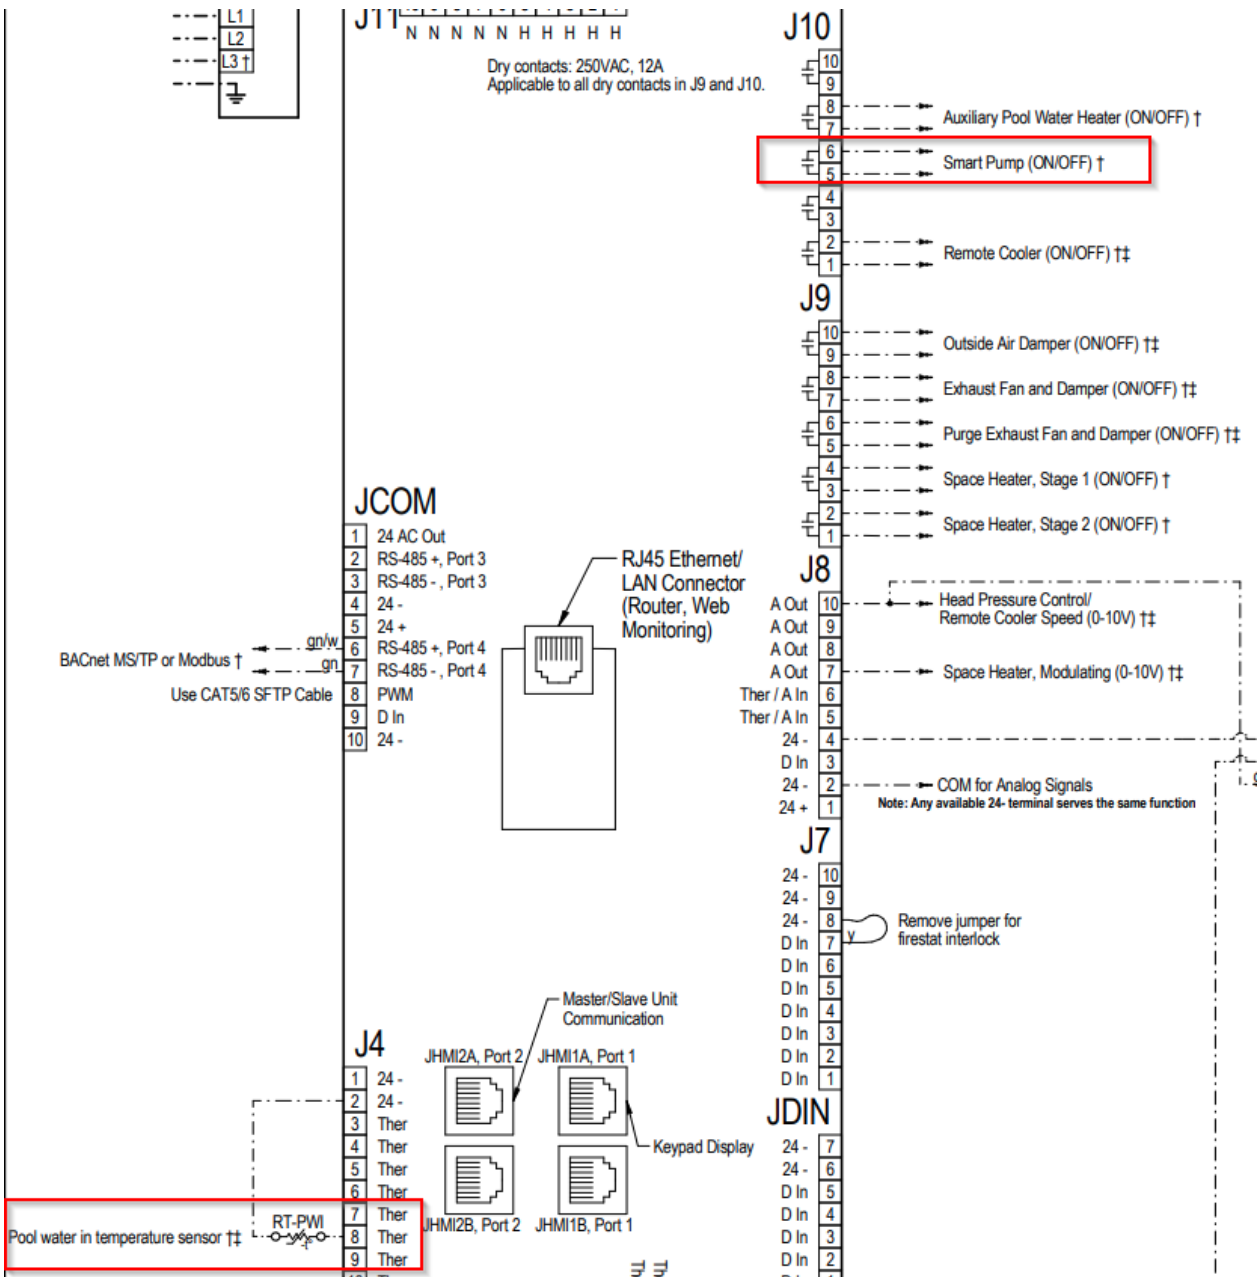 L1
L2
L3 †
J11
N N N N N H H H H H
Dry contacts: 250VAC, 12A
Applicable to all dry contacts in J9 and J10.
J10
10
9
8
7
Auxiliary Pool Water Heater (ON/OFF) †
6
5
Smart Pump (ON/OFF) †
4
3
2
1
Remote Cooler (ON/OFF) †‡
J9
10
9
Outside Air Damper (ON/OFF) †‡
8
7
Exhaust Fan and Damper (ON/OFF) †‡
6
5
Purge Exhaust Fan and Damper (ON/OFF) †‡
4
3
Space Heater, Stage 1 (ON/OFF) †
2
1
Space Heater, Stage 2 (ON/OFF) †
JCOM
1 24 AC Out
2 RS-485 +, Port 3
3 RS-485 - , Port 3
4 24 -
5 24 +
gn/w 6 RS-485 +, Port 4
gn 7 RS-485 - , Port 4
8 PWM
9 D In
10 24 -
BACnet MS/TP or Modbus †
Use CAT5/6 SFTP Cable
RJ45 Ethernet/
LAN Connector
(Router, Web
Monitoring)
J8
A Out 10
A Out 9
A Out 8
A Out 7
Ther / A In 6
Ther / A In 5
24 - 4
D In 3
24 - 2
24 + 1
Head Pressure Control/
Remote Cooler Speed (0-10V) †‡
Space Heater, Modulating (0-10V) †‡
COM for Analog Signals
Note: Any available 24- terminal serves the same function
J7
24 - 10
24 - 9
24 - 8
D In 7
D In 6
D In 5
D In 4
D In 3
D In 2
D In 1
y
Remove jumper for
firestat interlock
Master/Slave Unit
Communication
J4
JHMI2A, Port 2
JHMI1A, Port 1
1 24 -
2 24 -
3 Ther
4 Ther
5 Ther
6 Ther
7 Ther
8 Ther
9 Ther
Keypad Display
JHMI2B, Port 2
JHMI1B, Port 1
RT-PWI
Pool water in temperature sensor †‡
JDIN
24 - 7
24 - 6
D In 5
D In 4
D In 3
D In 2